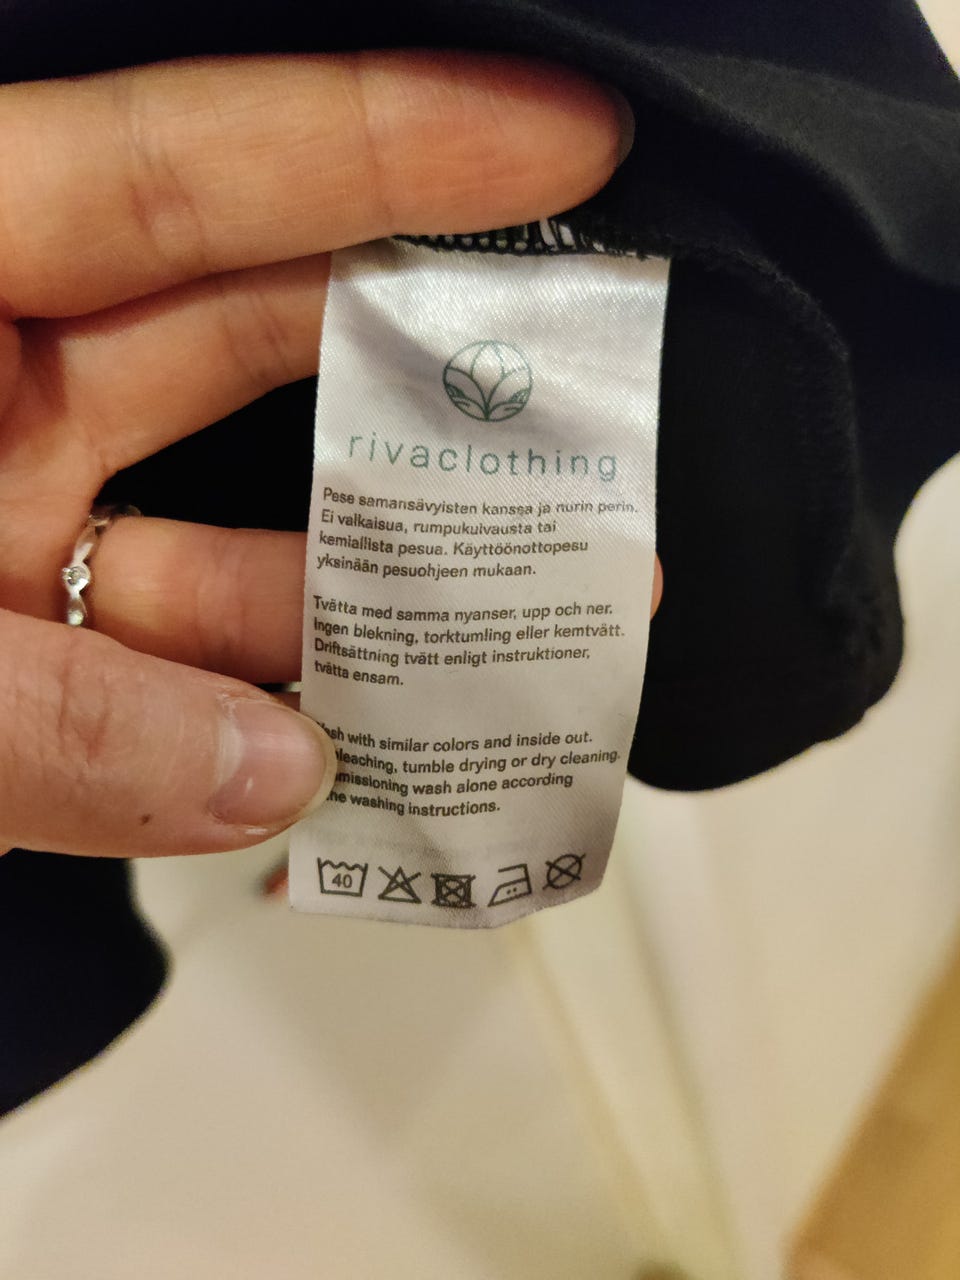 rivaclothing
Pese samansävyisten kanssa ja nurin perin.
Ei valkaisua, rumpukuivausta tai
kemiallista pesua. Käyttöönottopesu
yksinään pesuohjeen mukaan.
Tvätta med samma nyanser, upp och ner.
Ingen blekning, torktumling eller kemtvätt.
Driftsättning tvätt enligt instruktioner,
tvätta ensam.
with similar colors and inside out.
tumble drying or dry cleaning.
wash alone according
washing instructions.
40